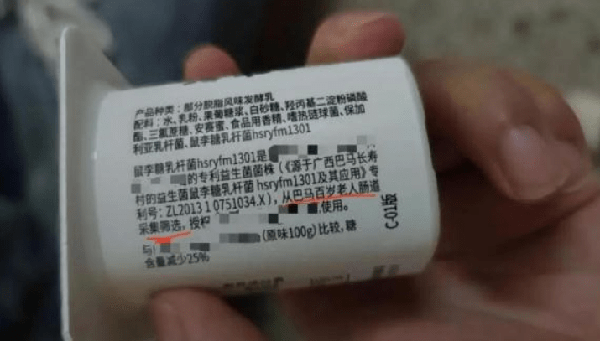 产品种类：部分脱脂风味发酵乳
配料：水、乳粉、果葡糖浆、白砂糖、羟丙基二淀粉磷酸
酯、三氯蔗糖、安赛蜜、食品用香精、嗜热链球菌、保加
利亚乳杆菌、鼠李糖乳杆菌hsryfm1301
鼠李糖乳杆菌hsryfm1301是
的专利益生菌菌株(《源于广西巴马长寿
村的益生菌鼠李糖乳杆菌hsryfm1301及其应用》专
利号：ZL2013 1 0751034.X)，从巴马百岁老人肠道
采集筛选，授权 使用。
与 (原味100g)比较，糖
含量减少25%
C-01版